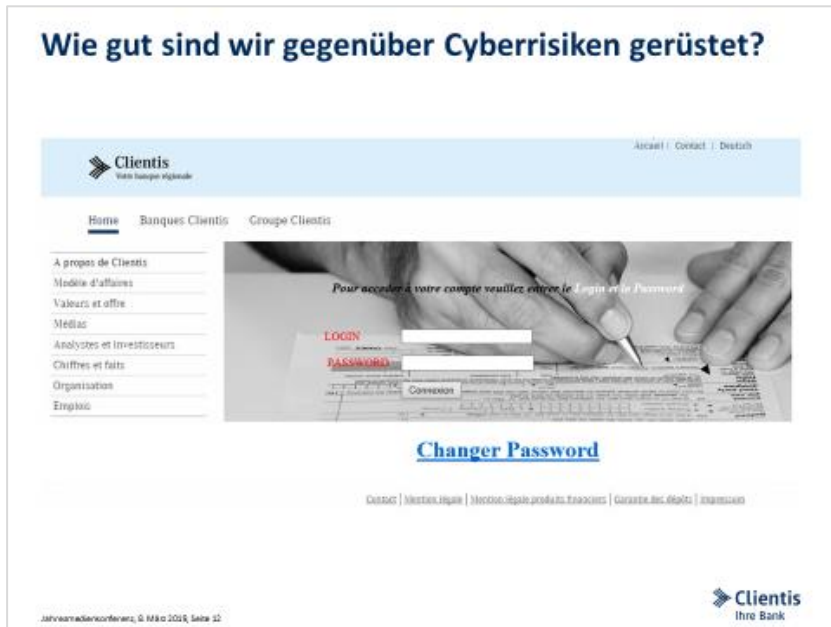 Wie gut sind wir gegenüber Cyberrisiken gerüstet?
Accueil | Contact | Deutsch
Clientis
Votre banque régionale
Home Banques Clientis Groupe Clientis
A propos de Clientis
Modèle d'affaires
Valeurs et offre
Médias
Analystes et investisseurs
Chiffres et faits
Organisation
Emplois
Pour acceder à votre compte veuillez entrer le Login et le Password
LOGIN
PASSWORD
Connexion
Changer Password
Contact | Mention légale | Mention légale produits financiers | Garantie des dépôts | Impressum
Jahresmedienkonferenz, 8. März 2016, Seite 12
Clientis
Ihre Bank